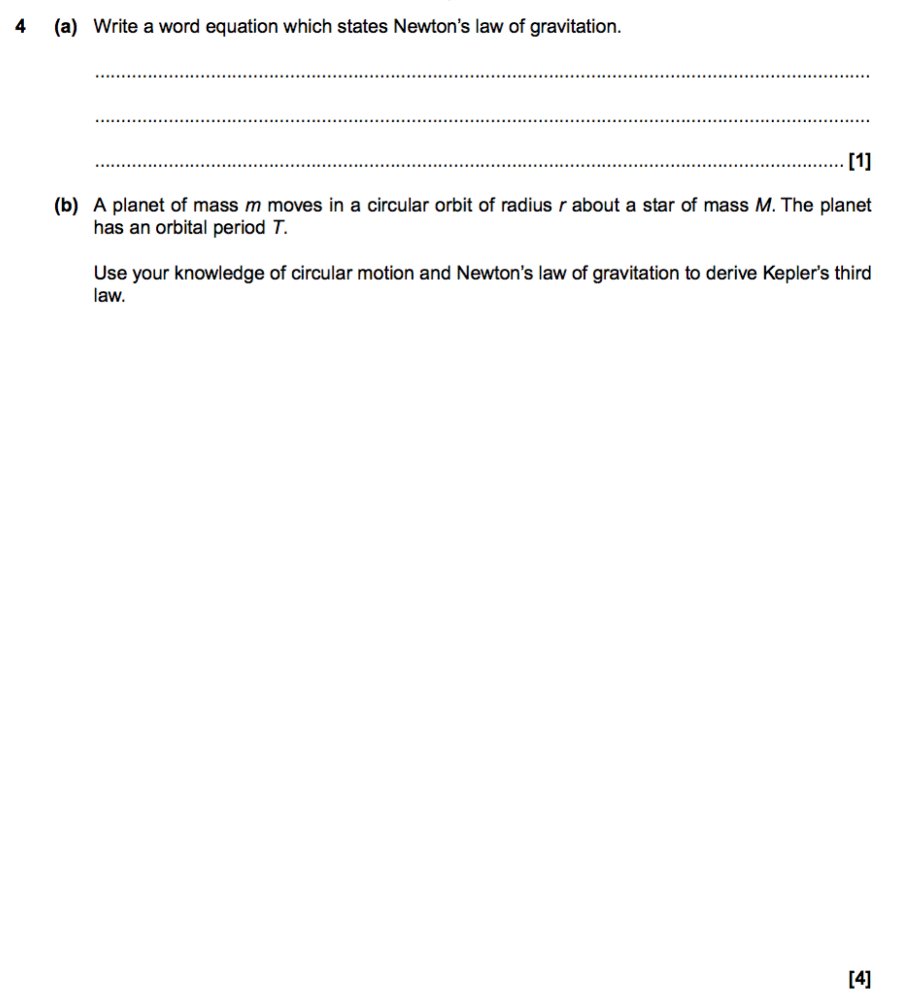 4 (a) Write a word equation which states Newton’s law of gravitation.
..........................................................................................................................................
..........................................................................................................................................
..................................................................................................................................... [1]
(b) A planet of mass m moves in a circular orbit of radius r about a star of mass M. The planet
has an orbital period T.
Use your knowledge of circular motion and Newton’s law of gravitation to derive Kepler’s third
law.
[4]